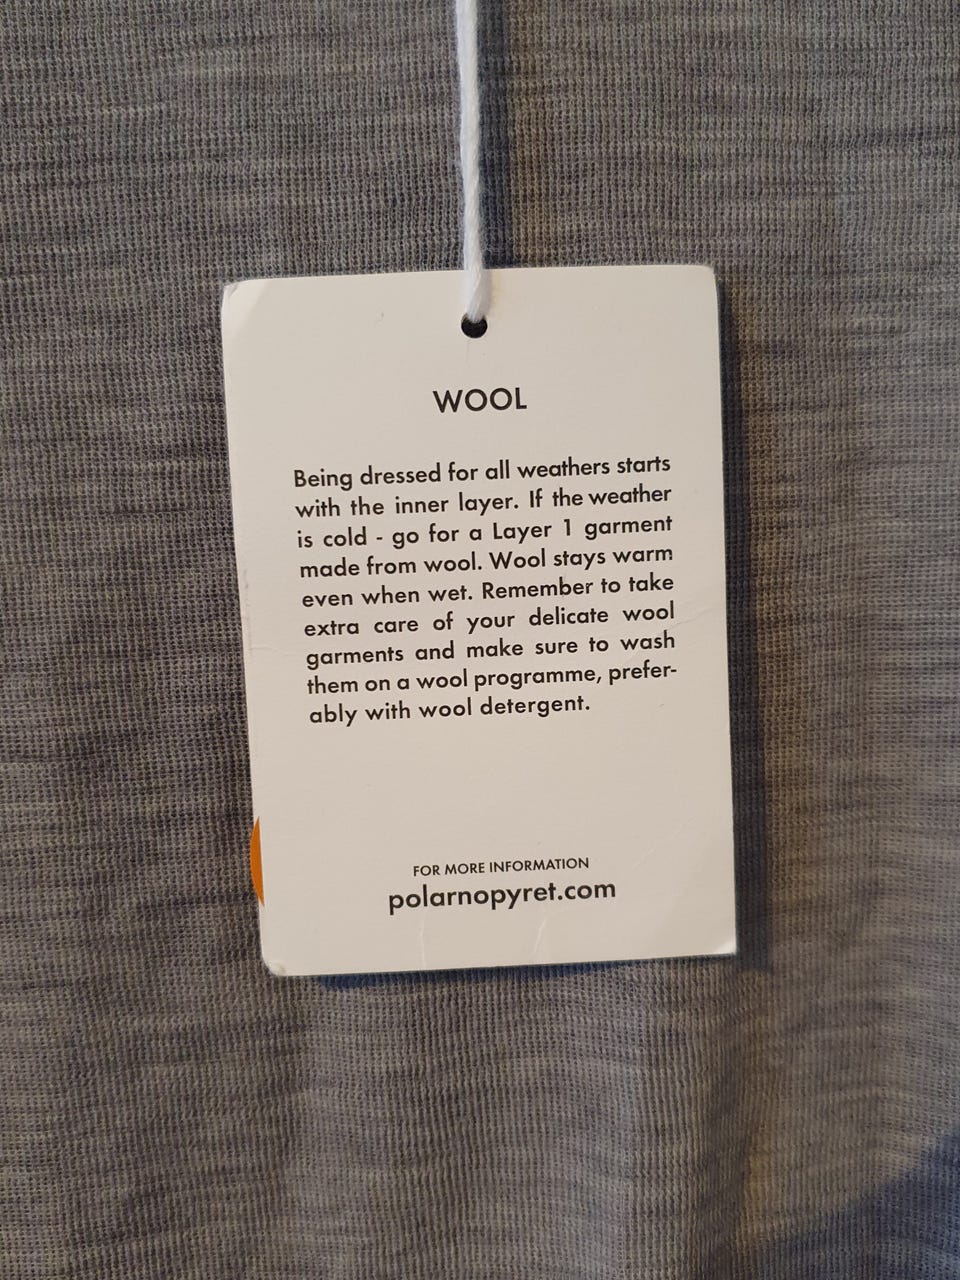 WOOL
Being dressed for all weathers starts
with the inner layer. If the weather
is cold - go for a Layer 1 garment
made from wool. Wool stays warm
even when wet. Remember to take
extra care of your delicate wool
garments and make sure to wash
them on a wool programme, prefer-
ably with wool detergent.
FOR MORE INFORMATION
polarnopyret.com